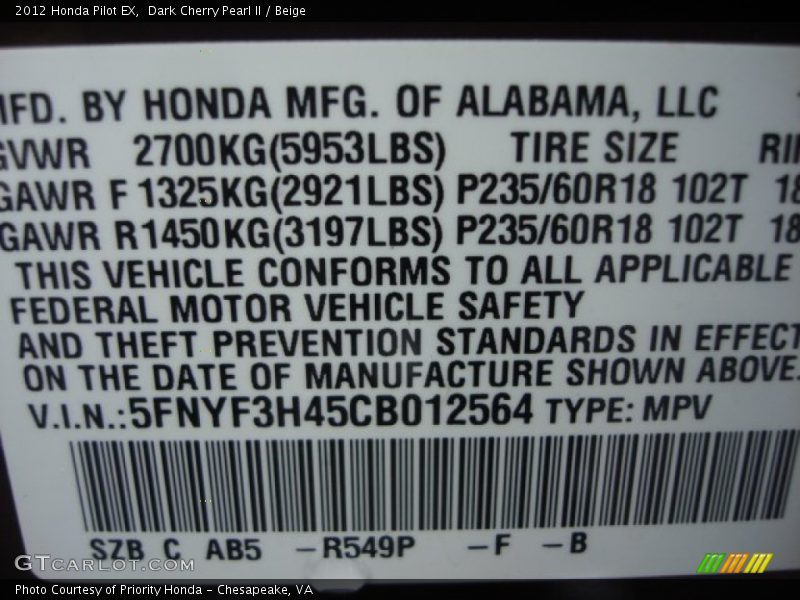 2012 Honda Pilot EX,  Dark Cherry Pearl II / Beige
MFD. BY HONDA MFG. OF ALABAMA, LLC
GVWR 2700KG(5953LBS) TIRE SIZE
GAWR F 1325KG(2921LBS) P235/60R18 102T 18
GAWR R1450KG(3197LBS) P235/60R18 102T 18
THIS VEHICLE CONFORMS TO ALL APPLICABLE
FEDERAL MOTOR VEHICLE SAFETY
AND THEFT PREVENTION STANDARDS IN EFFECT
ON THE DATE OF MANUFACTURE SHOWN ABOVE.
V.I.N.:5FNYF3H45CB012564 TYPE: MPV
SZB C AB5 –R549P –F –B
GTCARLOT.COM
Photo Courtesy of Priority Honda – Chesapeake, VA